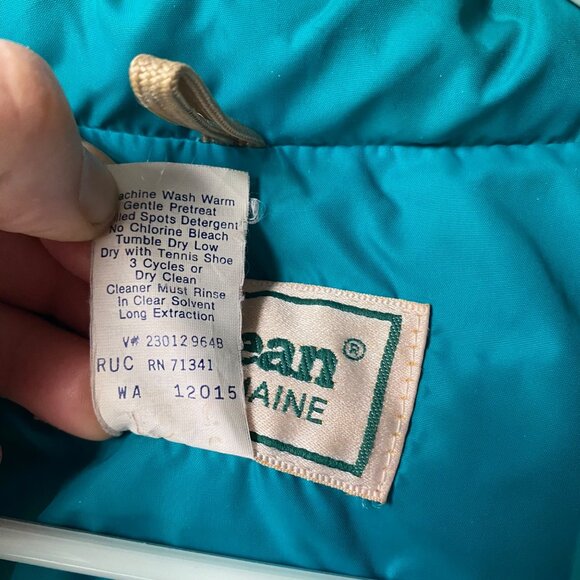 achine Wash Warm
Gentle Pretreat
led Spots Detergent
No Chlorine Bleach
Tumble Dry Low
Dry with Tennis Shoe
3 Cycles or
Dry Clean
Cleaner Must Rinse
In Clear Solvent
Long Extraction
V# 23012964B
RUC RN 71341
WA 12015
ean®
AINE